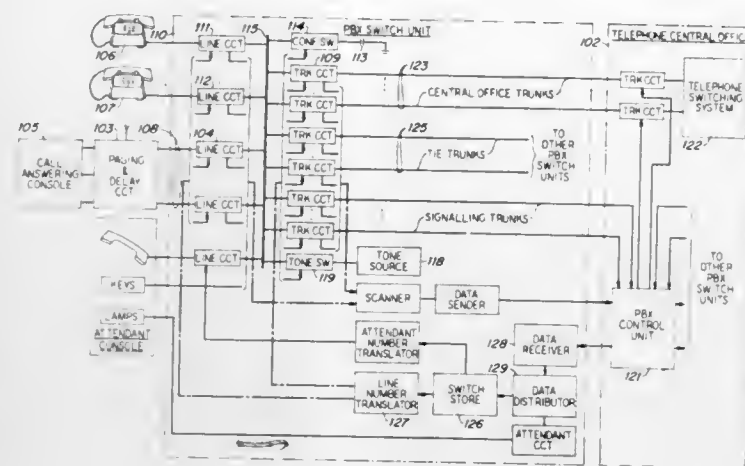 110
111
115
114
PBX SWITCH UNIT
102
TELEPHONE CENTRAL OFFICE
106
LINE CCT
CONF SW
113
109
TRK CCT
123
TRK CCT
112
107
LINE CCT
TRK CCT
CENTRAL OFFICE TRUNKS
TRK CCT
TELEPHONE
SWITCHING
SYSTEM
122
105
CALL
ANSWERING
CONSOLE
103
PAGING
&
DELAY
CCT
108
104
LINE CCT
TRK CCT
125
TIE TRUNKS
TO
OTHER PBX
SWITCH
UNITS
TRK CCT
LINE CCT
TRK CCT
SIGNALLING TRUNKS
TRK CCT
LINE CCT
TONE SW
119
TONE
SOURCE
118
TO
OTHER
PBX
SWITCH
UNITS
KEYS
LAMPS
ATTENDANT
CONSOLE
SCANNER
DATA
SENDER
PBX
CONTROL
UNIT
121
ATTENDANT
NUMBER
TRANSLATOR
128
DATA
RECEIVER
129
LINE
NUMBER
TRANSLATOR
127
SWITCH
STORE
126
DATA
DISTRIBUTOR
ATTENDANT
CCT